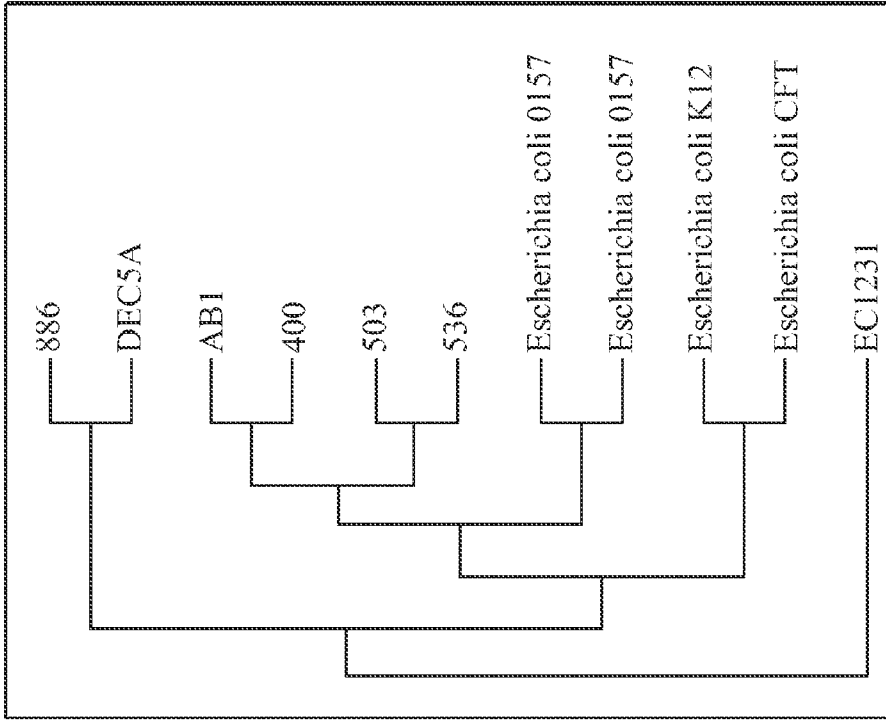 886
DEC5A
AB1
400
503
536
Escherichia coli 0157
Escherichia coli 0157
Escherichia coli K12
Escherichia coli CFT
EC1231